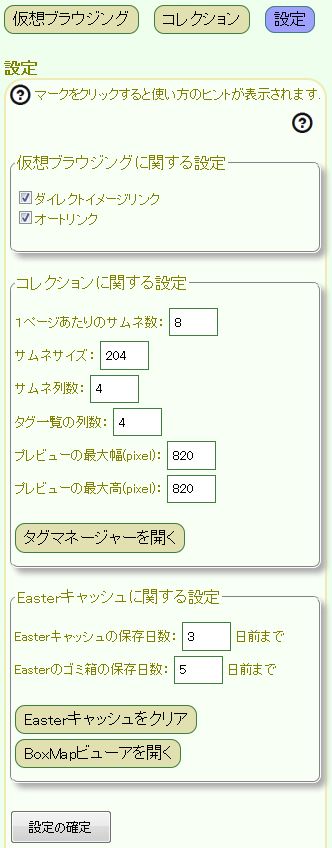 仮想ブラウジング コレクション 設定
設定
? マークをクリックすると使い方のヒントが表示されます.
?
仮想ブラウジングに関する設定
ダイレクトイメージリンク
オートリンク
コレクションに関する設定
1ページあたりのサムネ数: 8
サムネサイズ: 204
サムネ列数: 4
タグ一覧の列数: 4
プレビューの最大幅(pixel): 820
プレビューの最大高(pixel): 820
タグマネージャーを開く
Easterキャッシュに関する設定
Easterキャッシュの保存日数: 3 日前まで
Easterのゴミ箱の保存日数: 5 日前まで
Easterキャッシュをクリア
BoxMapビューアを開く
設定の確定